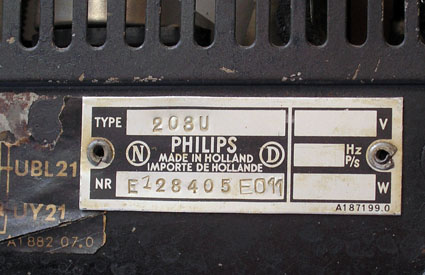 TYPE 208U V
PHILIPS
N MADE IN HOLLAND D Hz P/s
IMPORTE DE HOLLANDE
NR E128405E011 W
A187199.0
UBL21
UY21
A1882 07.0